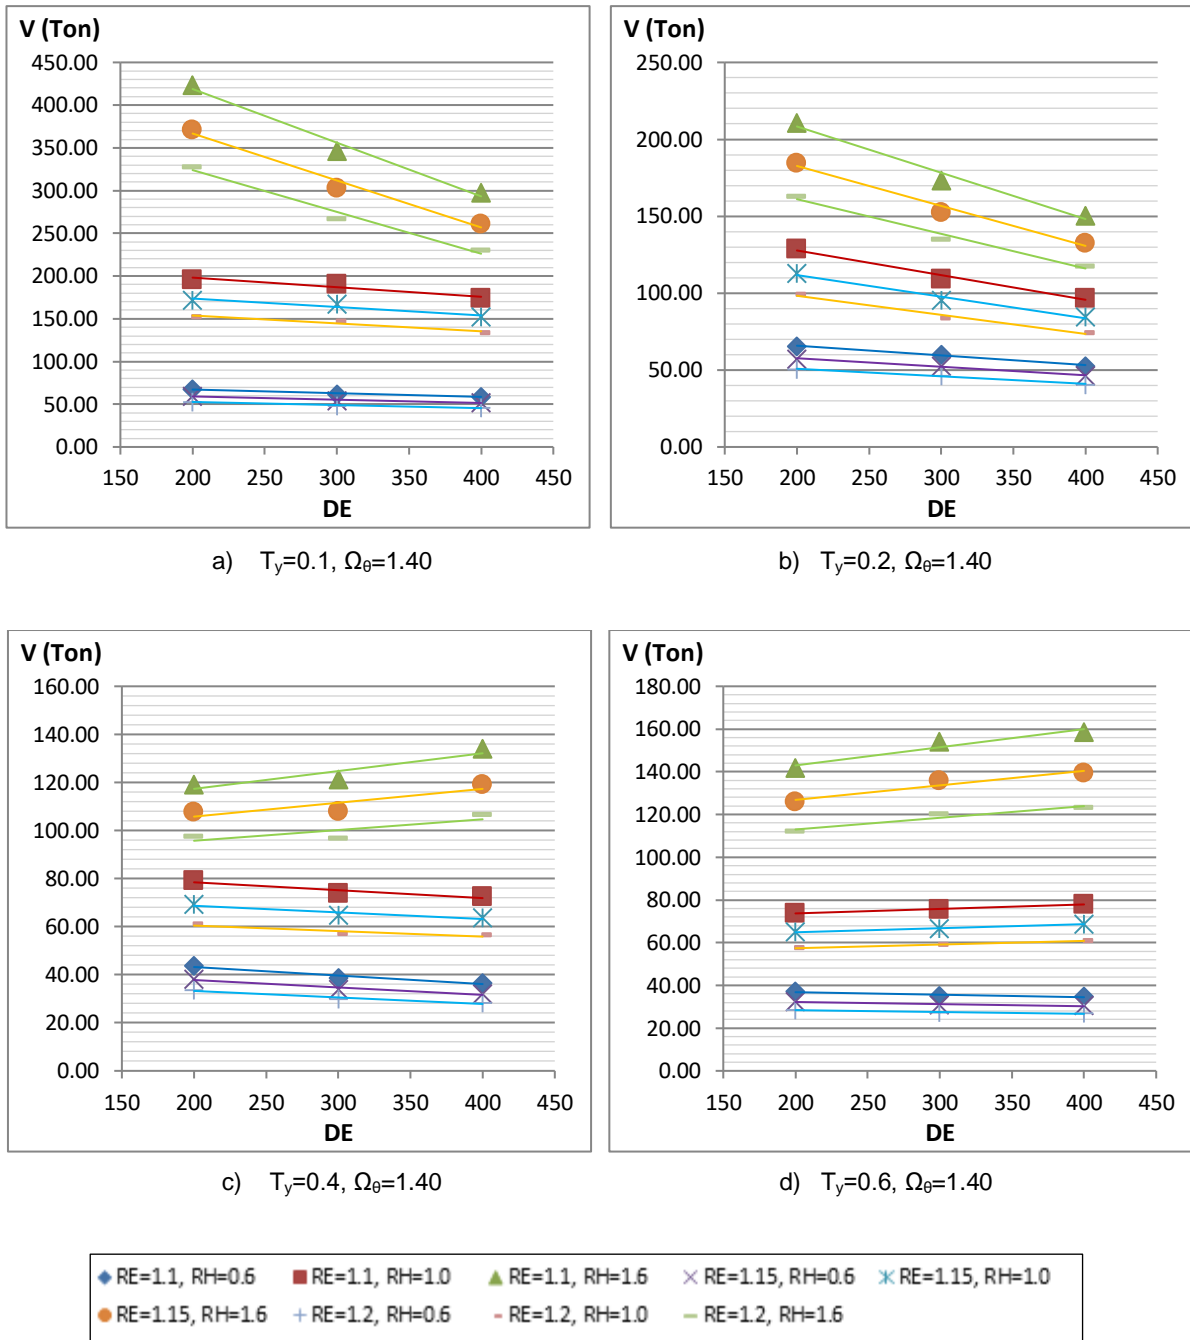 V (Ton)
450.00
400.00
350.00
300.00
250.00
200.00
150.00
100.00
50.00
0.00
150 200 250 300 350 400 450
DE
a) Ty=0.1, Ωθ=1.40
V (Ton)
250.00
200.00
150.00
100.00
50.00
0.00
150 200 250 300 350 400 450
DE
b) Ty=0.2, Ωθ=1.40
V (Ton)
160.00
140.00
120.00
100.00
80.00
60.00
40.00
20.00
0.00
150 200 250 300 350 400 450
DE
c) Ty=0.4, Ωθ=1.40
V (Ton)
180.00
160.00
140.00
120.00
100.00
80.00
60.00
40.00
20.00
0.00
150 200 250 300 350 400 450
DE
d) Ty=0.6, Ωθ=1.40
RE=1.1, RH=0.6 RE=1.1, RH=1.0 RE=1.1, RH=1.6 RE=1.15, RH=0.6 RE=1.15, RH=1.0
RE=1.15, RH=1.6 RE=1.2, RH=0.6 RE=1.2, RH=1.0 RE=1.2, RH=1.6